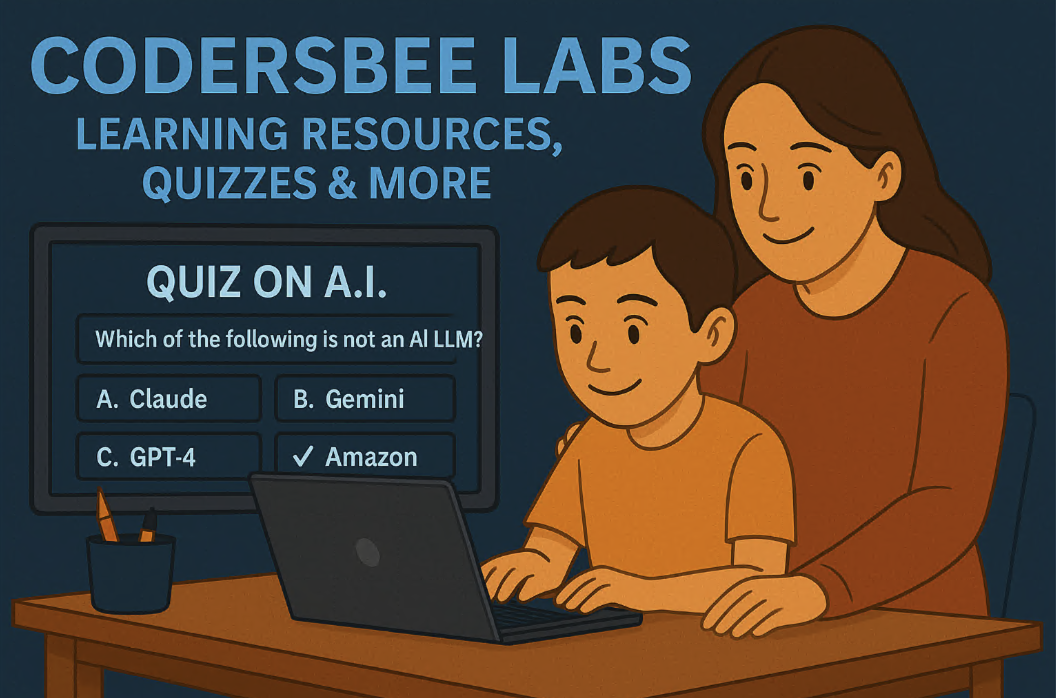 CODERSBEE LABS
LEARNING RESOURCES,
QUIZZES & MORE
QUIZ ON A.I.
Which of the following is not an AI LLM?
A. Claude
B. Gemini
C. GPT-4
✓ Amazon